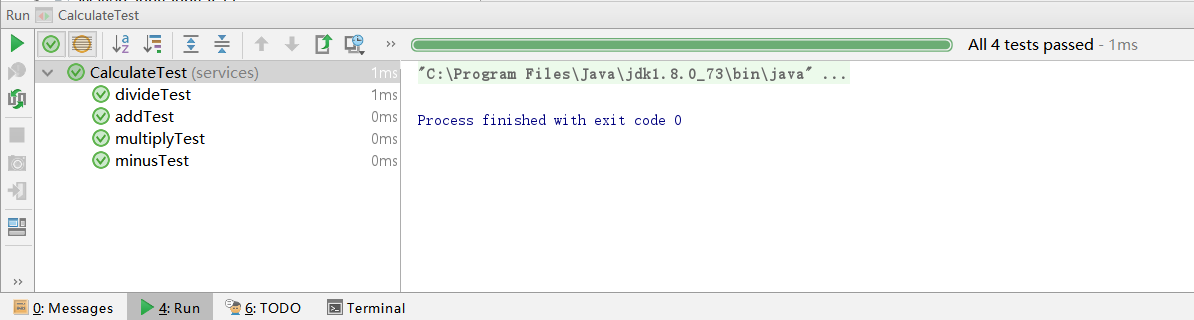 Run CalculateTest
All 4 tests passed - 1ms
CalculateTest (services) 1ms
divideTest 1ms
addTest 0ms
multiplyTest 0ms
minusTest 0ms
"C:\Program Files\Java\jdk1.8.0_73\bin\java" ...
Process finished with exit code 0
0: Messages 4: Run 6: TODO Terminal